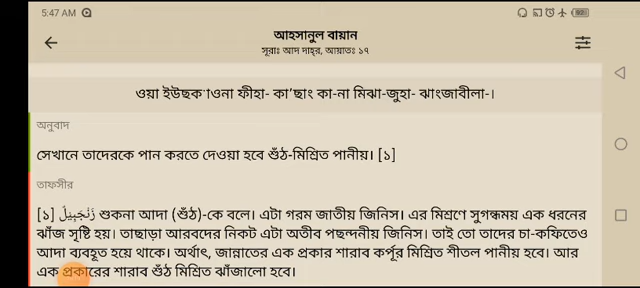 5:47 AM
আহসানুল বায়ান
সূরাঃ আদ দাহ্‌র, আয়াতঃ ১৭
ওয়া ইউছকাওনা ফীহা- কা’ছাং কা-না মিঝা-জুহা- ঝাংজাবীলা-।
অনুবাদ
সেখানে তাদেরকে পান করতে দেওয়া হবে শুঁঠ-মিশ্রিত পানীয়। [১]
তাফসীর
[১] زَنْجَبِيْلٌ শুকনা আদা (শুঁঠ)-কে বলে। এটা গরম জাতীয় জিনিস। এর মিশ্রণে সুগন্ধময় এক ধরনের
ঝাঁজ সৃষ্টি হয়। তাছাড়া আরবদের নিকট এটা অতীব পছন্দনীয় জিনিস। তাই তো তাদের চা-কফিতেও
আদা ব্যবহৃত হয়ে থাকে। অর্থাৎ, জান্নাতের এক প্রকার শারাব কর্পূর মিশ্রিত শীতল পানীয় হবে। আর
এক প্রকারের শারাব শুঁঠ মিশ্রিত ঝাঁজালো হবে।